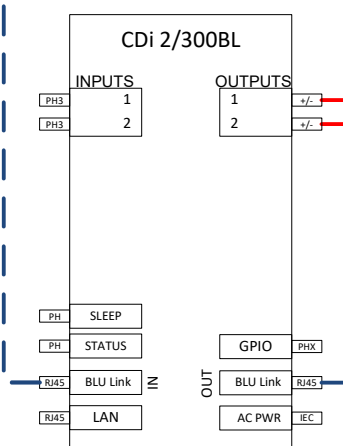 CDi 2/300BL
INPUTS OUTPUTS
PH3 1 1 +/-
PH3 2 2 +/-
PH SLEEP
PH STATUS GPIO PHX
RJ45 BLU Link IN OUT BLU Link RJ45
RJ45 LAN AC PWR IEC